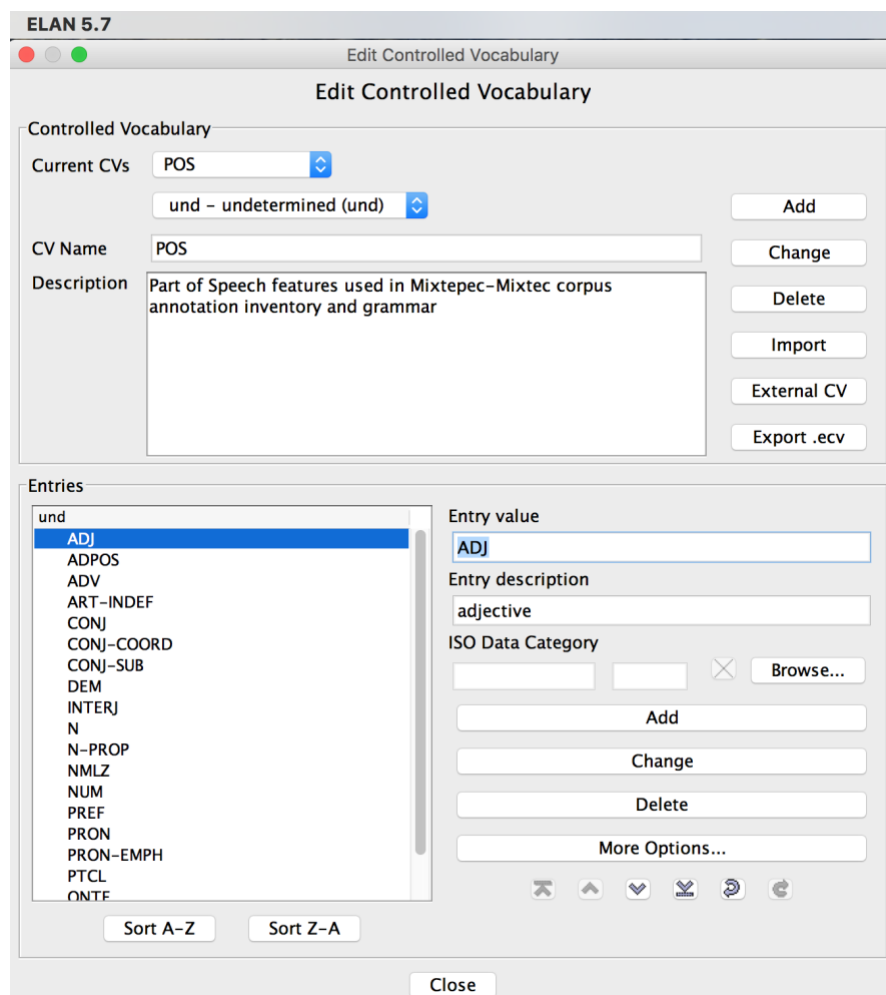 ELAN 5.7
Edit Controlled Vocabulary
Edit Controlled Vocabulary
Controlled Vocabulary
Current CVs POS
und – undetermined (und)
Add
CV Name POS
Change
Description Part of Speech features used in Mixtepec-Mixtec corpus
annotation inventory and grammar
Delete
Import
External CV
Export .ecv
Entries
und
ADJ
ADPOS
ADV
ART-INDEF
CONJ
CONJ-COORD
CONJ-SUB
DEM
INTERJ
N
N-PROP
NMLZ
NUM
PREF
PRON
PRON-EMPH
PTCL
QNTF
Sort A-Z Sort Z-A
Entry value
ADJ
Entry description
adjective
ISO Data Category
Browse...
Add
Change
Delete
More Options...
Close